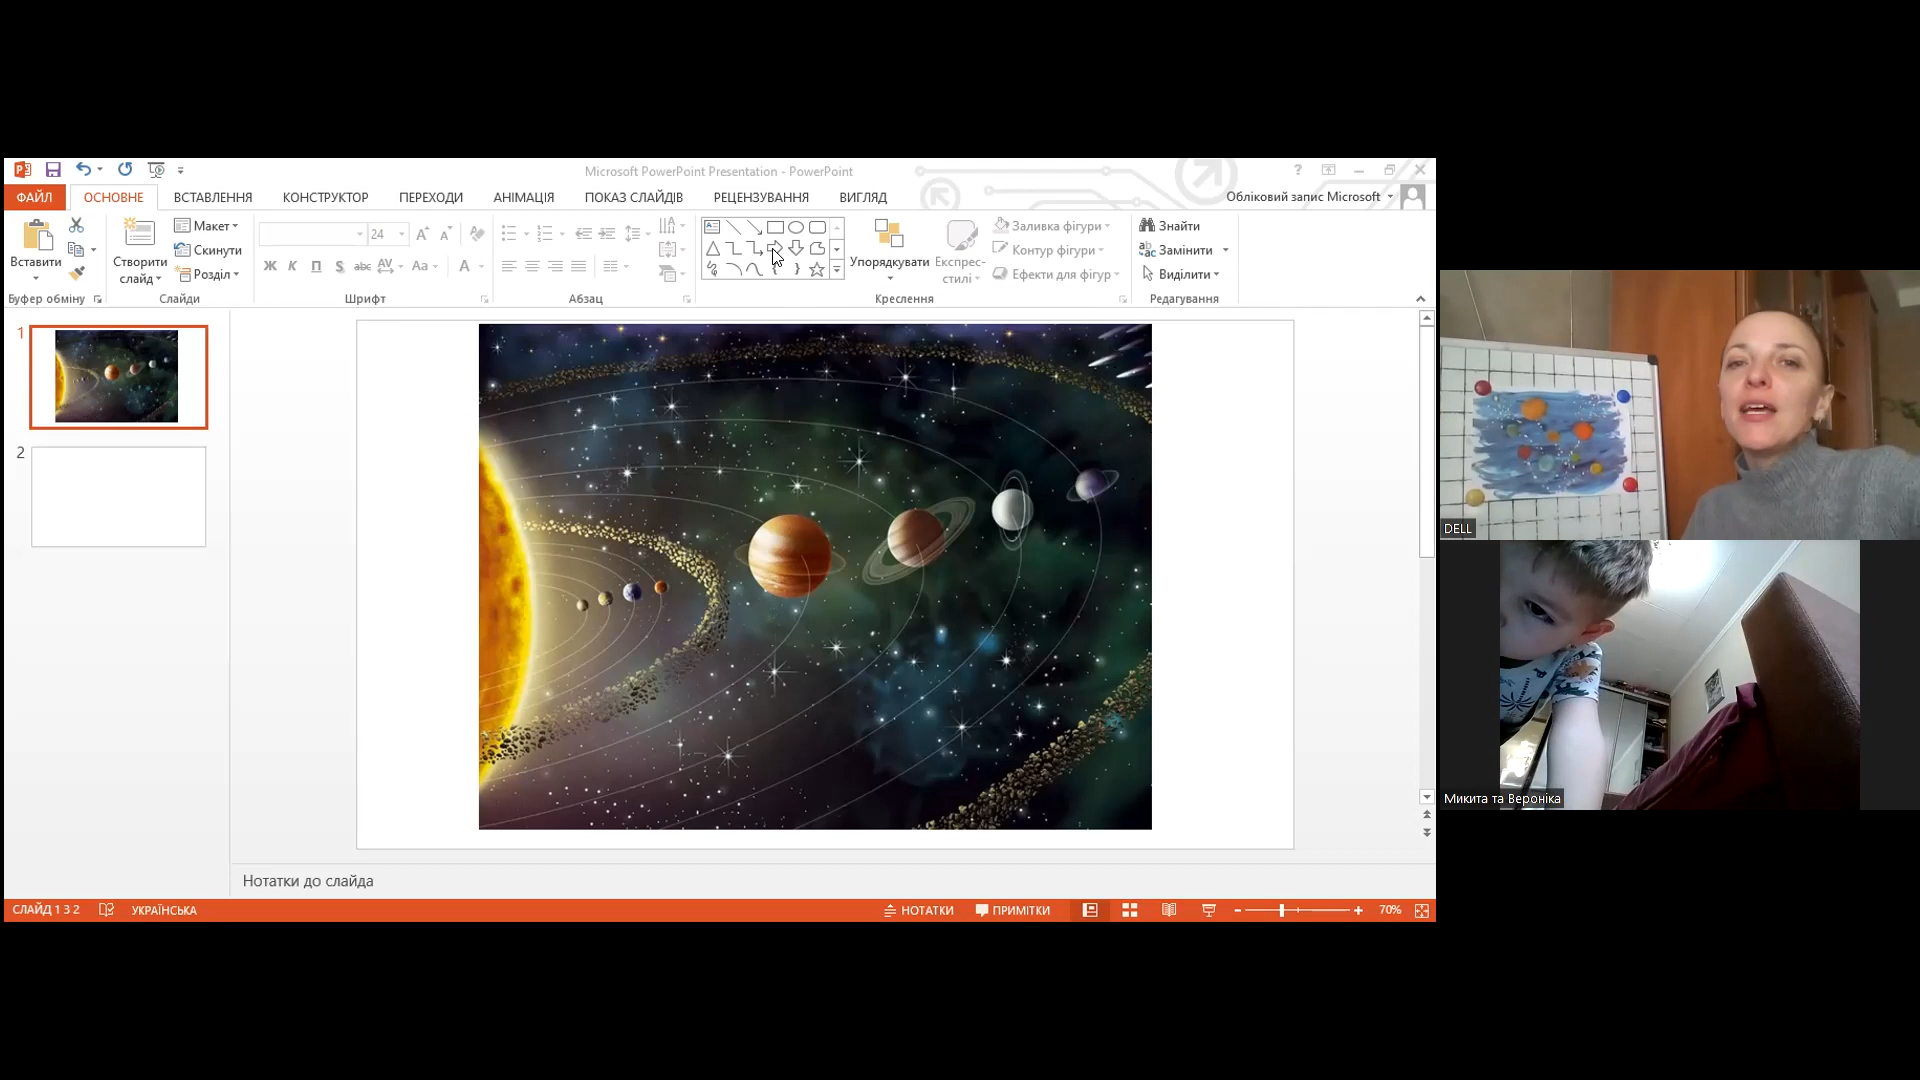 Microsoft PowerPoint Presentation - PowerPoint
ФАЙЛ ОСНОВНЕ ВСТАВЛЕННЯ КОНСТРУКТОР ПЕРЕХОДИ АНІМАЦІЯ ПОКАЗ СЛАЙДІВ РЕЦЕНЗУВАННЯ ВИГЛЯД Обліковий запис Microsoft
Вставити
Буфер обміну
Створити
слайд
Макет
Скинути
Розділ
Слайди
24
Ж К П S abc AV Aa A
Шрифт
Абзац
Упорядкувати
Експрес-
стилі
Заливка фігури
Контур фігури
Ефекти для фігур
Креслення
Знайти
Замінити
Виділити
Редагування
1
2
Нотатки до слайда
СЛАЙД 1 З 2 УКРАЇНСЬКА НОТАТКИ ПРИМІТКИ 70%
DELL
Микита та Вероніка